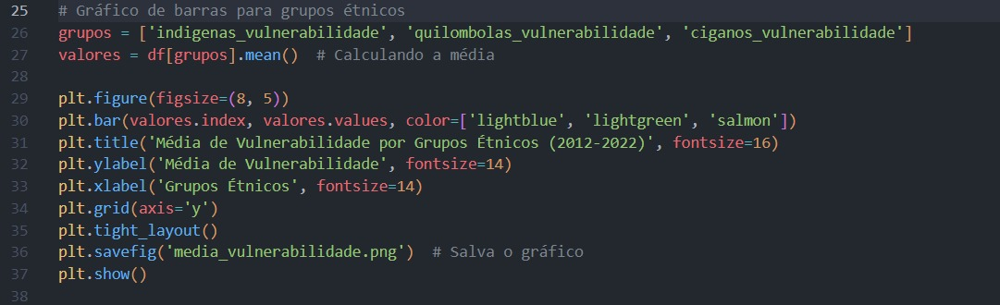 25 # Gráfico de barras para grupos étnicos
26 grupos = ['indigenas_vulnerabilidade', 'quilombolas_vulnerabilidade', 'ciganos_vulnerabilidade']
27 valores = df[grupos].mean()  # Calculando a média
28
29 plt.figure(figsize=(8, 5))
30 plt.bar(valores.index, valores.values, color=['lightblue', 'lightgreen', 'salmon'])
31 plt.title('Média de Vulnerabilidade por Grupos Étnicos (2012-2022)', fontsize=16)
32 plt.ylabel('Média de Vulnerabilidade', fontsize=14)
33 plt.xlabel('Grupos Étnicos', fontsize=14)
34 plt.grid(axis='y')
35 plt.tight_layout()
36 plt.savefig('media_vulnerabilidade.png')  # Salva o gráfico
37 plt.show()
38